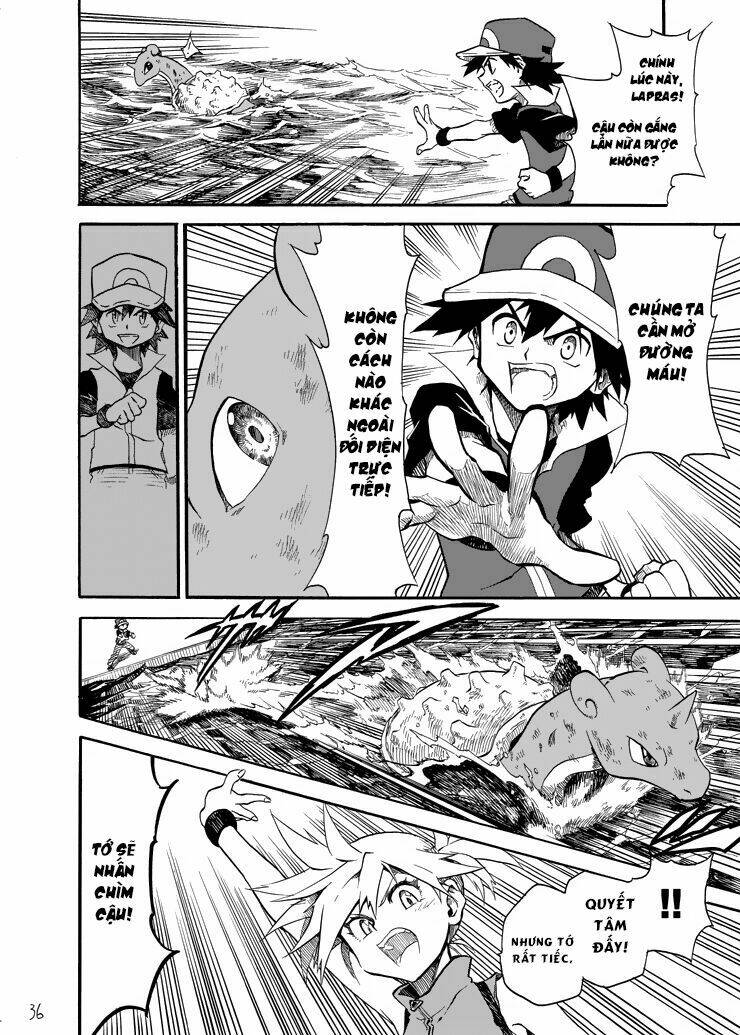 CHÍNH
LÚC NÀY,
LAPRAS!
CẬU CÒN GẮNG
LẦN NỮA ĐƯỢC
KHÔNG?
CHÚNG TA
CẦN MỞ
ĐƯỜNG
MÁU!
KHÔNG
CÒN
CÁCH
NÀO
KHÁC
NGOÀI
ĐỐI DIỆN
TRỰC
TIẾP!
!!
QUYẾT
TÂM
ĐẤY!
NHƯNG TỚ
RẤT TIẾC,
TỚ SẼ
NHẤN
CHÌM
CẬU!
36